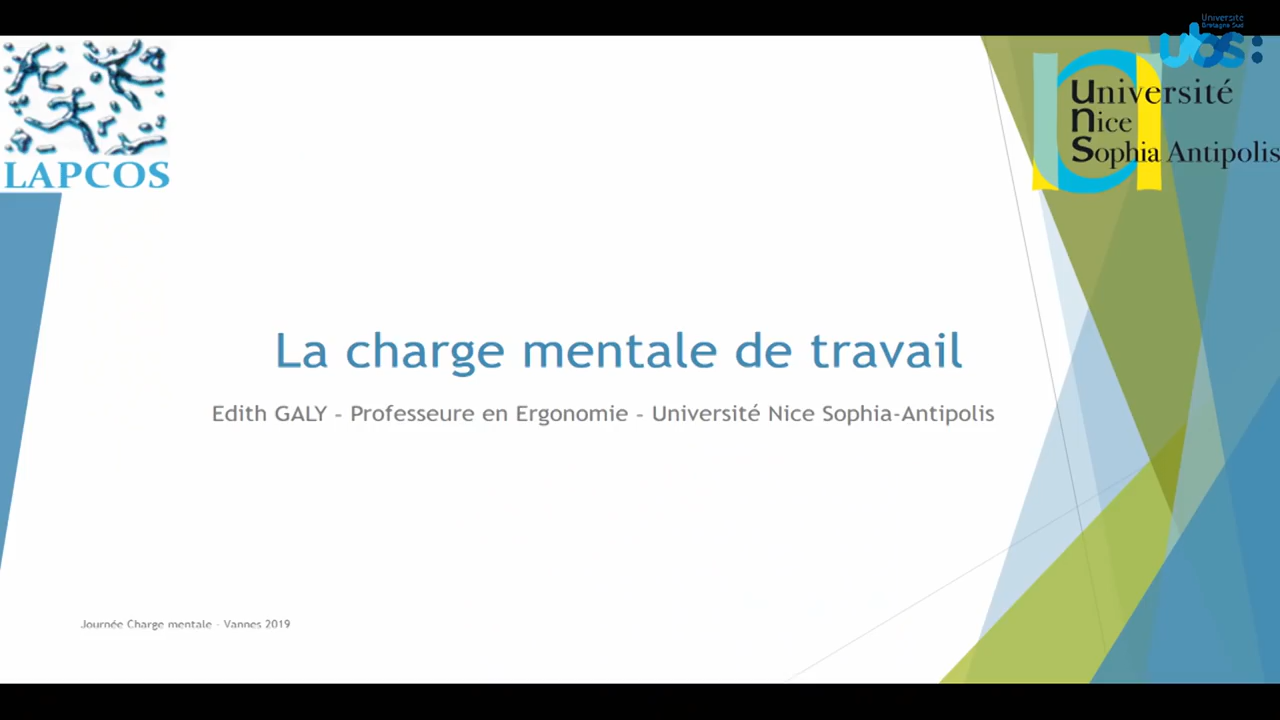 Université
Bretagne Sud
ubs:
LAPCOS
Université
Nice
Sophia Antipolis
La charge mentale de travail
Edith GALY - Professeure en Ergonomie - Université Nice Sophia-Antipolis
Journée Charge mentale - Vannes 2019